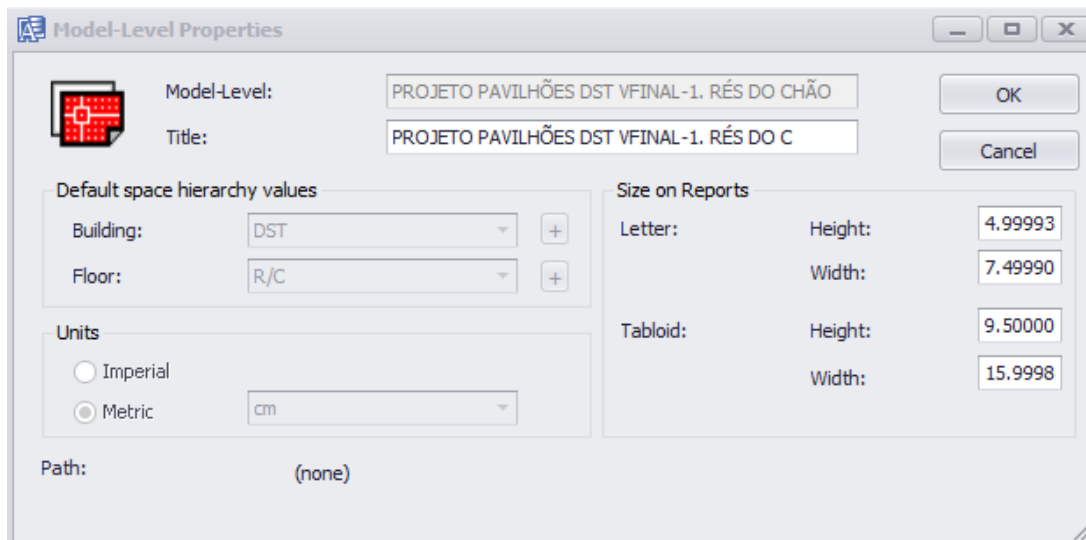 Model-Level Properties
Model-Level: PROJETO PAVILHÕES DST VFINAL-1. RÉS DO CHÃO
OK
Title: PROJETO PAVILHÕES DST VFINAL-1. RÉS DO C
Cancel
Default space hierarchy values
Building: DST +
Floor: R/C +
Units
Imperial
Metric cm
Size on Reports
Letter: Height: 4.99993
Width: 7.49990
Tabloid: Height: 9.50000
Width: 15.9998
Path: (none)